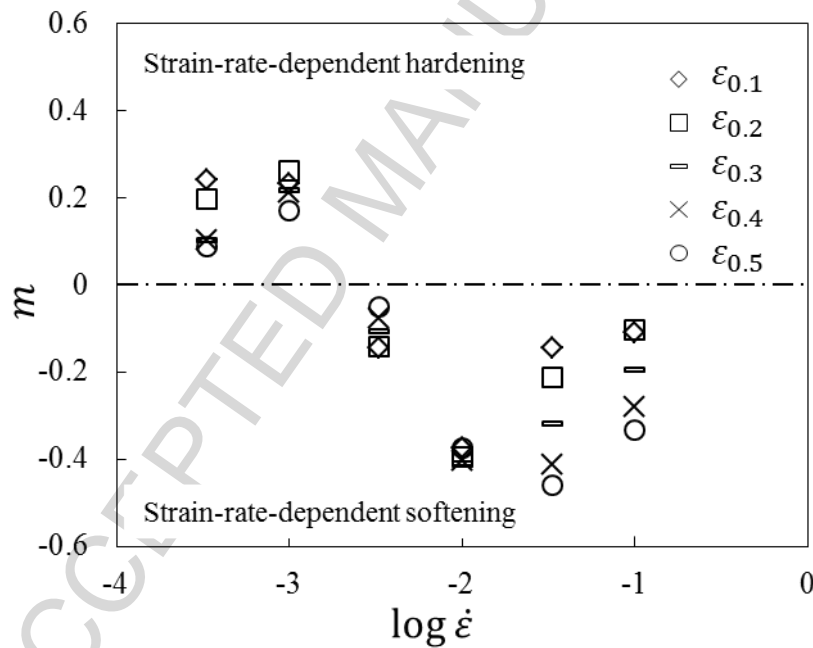 0.6
Strain-rate-dependent hardening
ε0.1
0.4
ε0.2
ε0.3
0.2
ε0.4
ε0.5
0
m
-0.2
-0.4
Strain-rate-dependent softening
-0.6
-4 -3 -2 -1 0
log ε̇